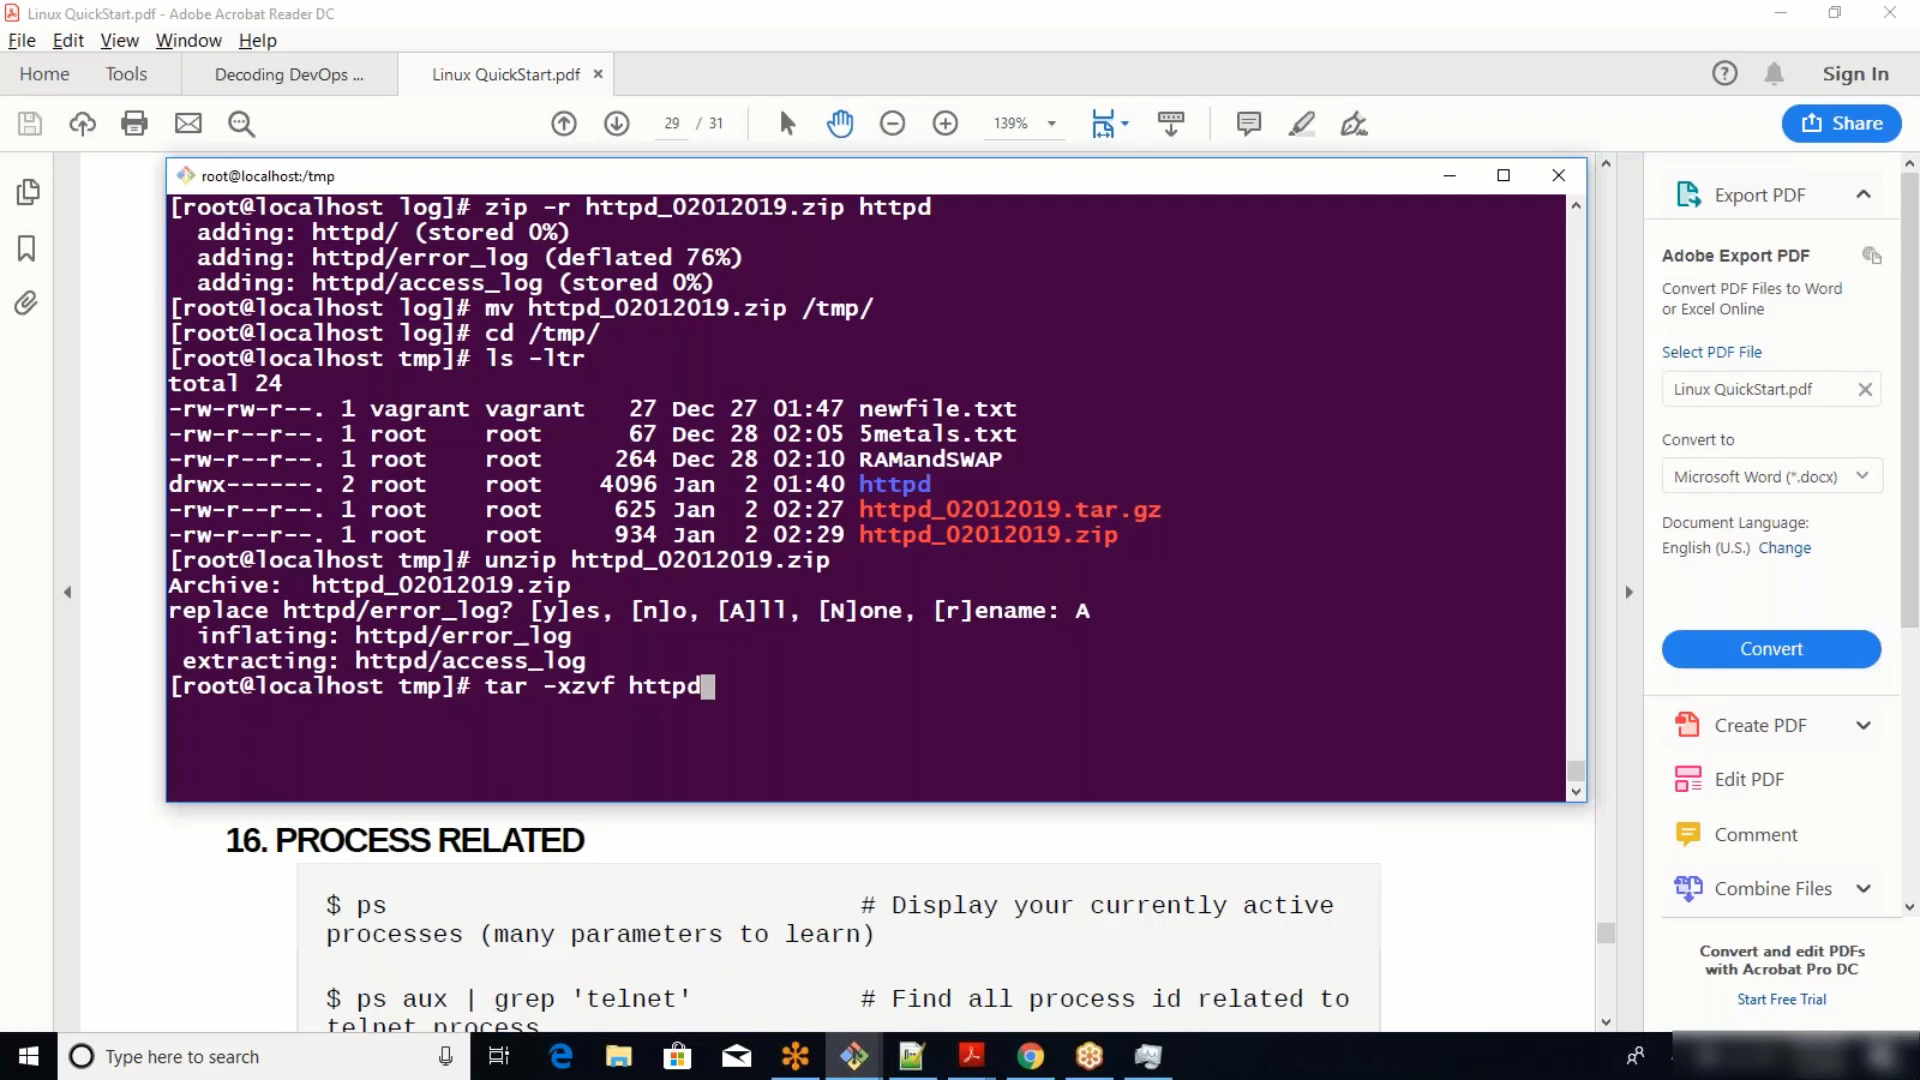 Linux QuickStart.pdf - Adobe Acrobat Reader DC
File Edit View Window Help
Home Tools Decoding DevOps ... Linux QuickStart.pdf × Sign In
29 / 31 139% Share
root@localhost:/tmp
[root@localhost log]# zip -r httpd_02012019.zip httpd
  adding: httpd/ (stored 0%)
  adding: httpd/error_log (deflated 76%)
  adding: httpd/access_log (stored 0%)
[root@localhost log]# mv httpd_02012019.zip /tmp/
[root@localhost log]# cd /tmp/
[root@localhost tmp]# ls -ltr
total 24
-rw-rw-r--. 1 vagrant vagrant   27 Dec 27 01:47 newfile.txt
-rw-r--r--. 1 root    root      67 Dec 28 02:05 5metals.txt
-rw-r--r--. 1 root    root     264 Dec 28 02:10 RAMandSWAP
drwx------. 2 root    root    4096 Jan  2 01:40 httpd
-rw-r--r--. 1 root    root     625 Jan  2 02:27 httpd_02012019.tar.gz
-rw-r--r--. 1 root    root     934 Jan  2 02:29 httpd_02012019.zip
[root@localhost tmp]# unzip httpd_02012019.zip
Archive:  httpd_02012019.zip
replace httpd/error_log? [y]es, [n]o, [A]ll, [N]one, [r]ename: A
  inflating: httpd/error_log
 extracting: httpd/access_log
[root@localhost tmp]# tar -xzvf httpd
16. PROCESS RELATED
$ ps # Display your currently active
processes (many parameters to learn)
$ ps aux | grep 'telnet' # Find all process id related to
telnet process
Export PDF
Adobe Export PDF
Convert PDF Files to Word
or Excel Online
Select PDF File
Linux QuickStart.pdf
Convert to
Microsoft Word (*.docx)
Document Language:
English (U.S.) Change
Convert
Create PDF
Edit PDF
Comment
Combine Files
Convert and edit PDFs
with Acrobat Pro DC
Start Free Trial
Type here to search